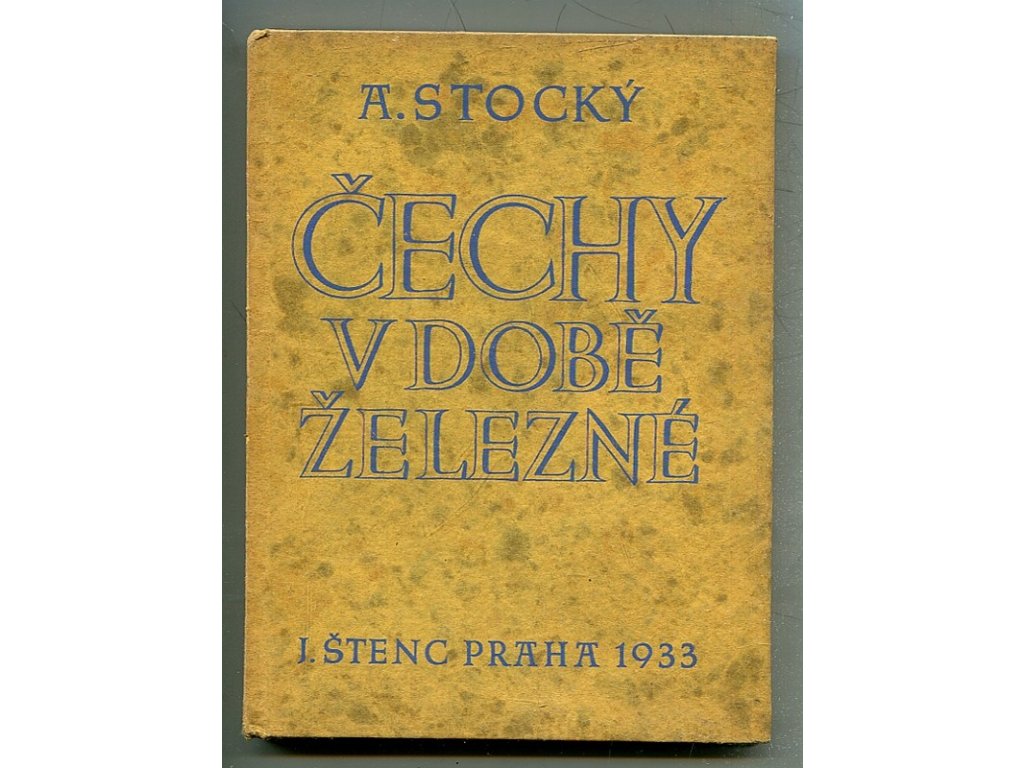 A. STOCKÝ
ČECHY
V DOBĚ
ŽELEZNÉ
J. ŠTENC PRAHA 1933